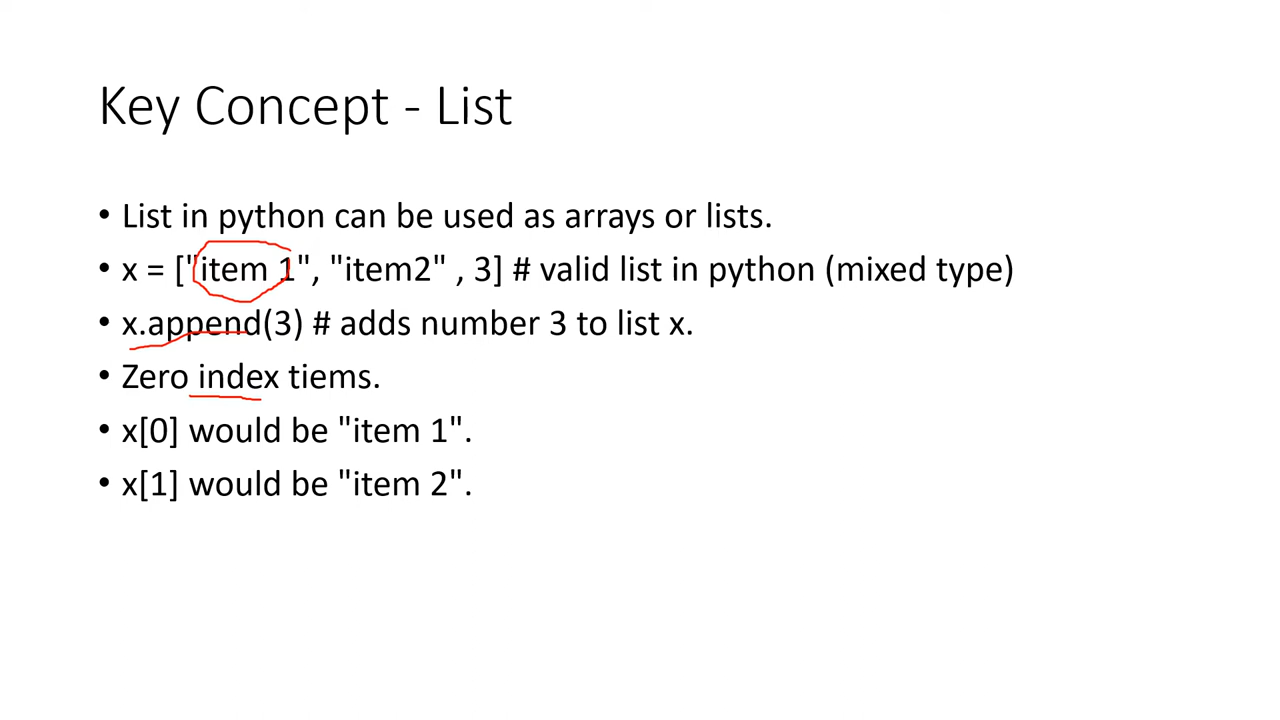 Key Concept - List
• List in python can be used as arrays or lists.
• x = ["item 1", "item2" , 3] # valid list in python (mixed type)
• x.append(3) # adds number 3 to list x.
• Zero index tiems.
• x[0] would be "item 1".
• x[1] would be "item 2".